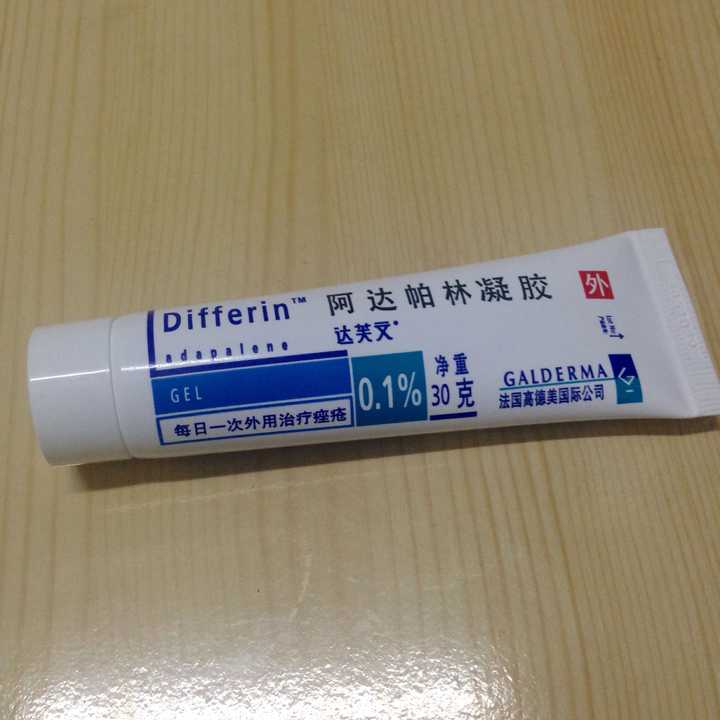 Differin™
adapalene
GEL
阿达帕林凝胶
达芙文®
0.1%
每日一次外用治疗痤疮
净重
30克
GALDERMA
法国高德美国际公司
外